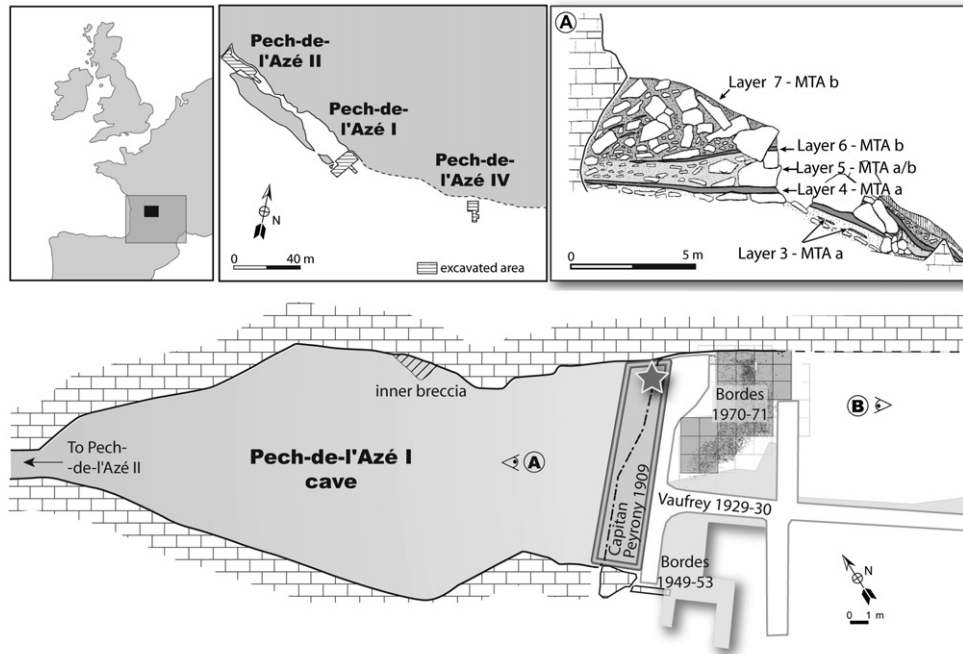 Pech-de-
l'Azé II
Pech-de-
l'Azé I
Pech-de-
l'Azé IV
N
0 40 m
excavated area
A
Layer 7 - MTA b
Layer 6 - MTA b
Layer 5 - MTA a/b
Layer 4 - MTA a
Layer 3 - MTA a
0 5 m
inner breccia
To Pech-
-de-l'Azé II
Pech-de-l'Azé I
cave
A
Capitan
Peyrony 1909
Bordes
1970-71
B
Vaufrey 1929-30
Bordes
1949-53
N
0 1 m